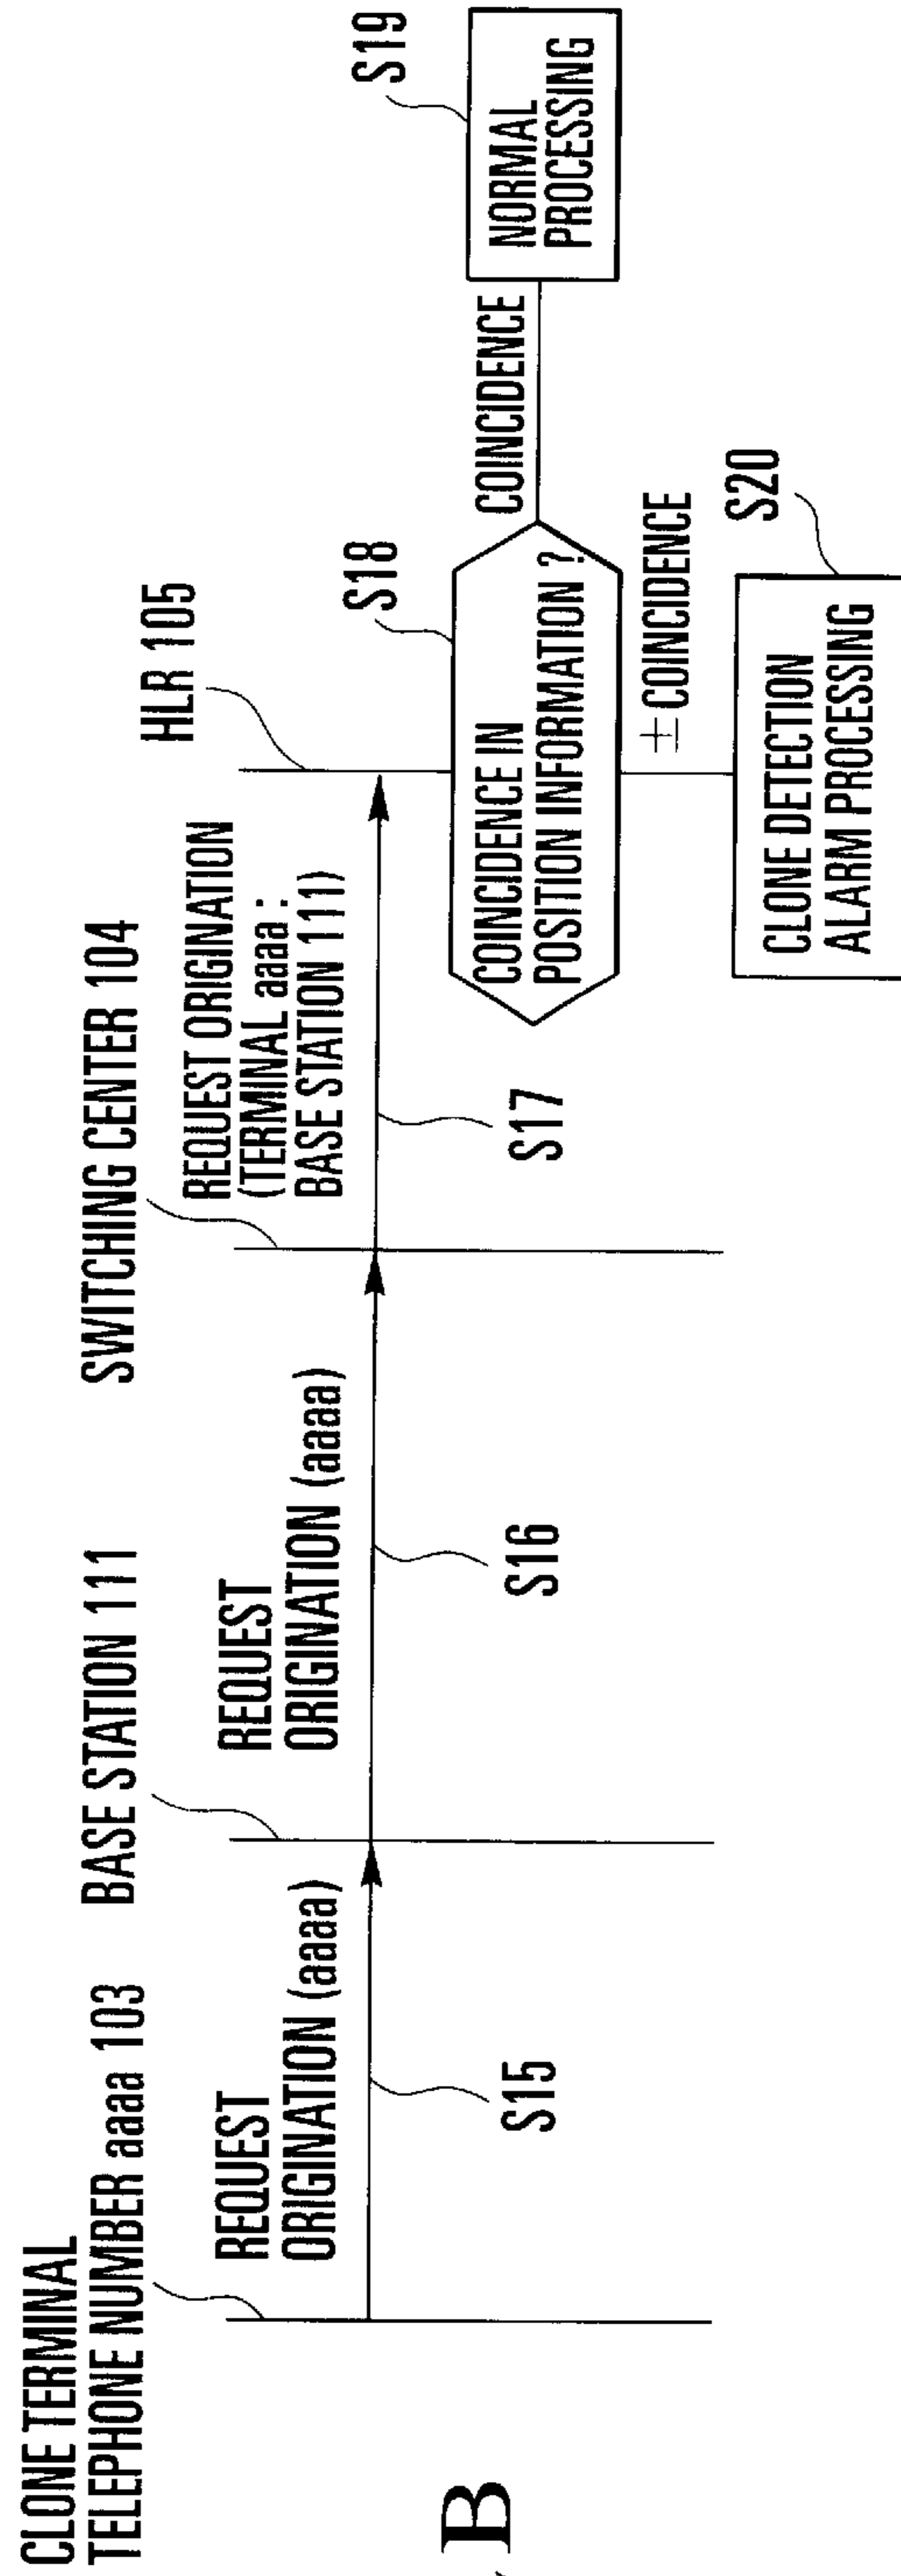 CLONE TERMINAL
TELEPHONE NUMBER aaaa 103
BASE STATION 111
SWITCHING CENTER 104
HLR 105
REQUEST
ORIGINATION (aaaa)
S15
REQUEST
ORIGINATION (aaaa)
S16
REQUEST ORIGINATION
(TERMINAL aaaa :
BASE STATION 111)
S17
S18
COINCIDENCE IN
POSITION INFORMATION ?
COINCIDENCE
S19
NORMAL
PROCESSING
± COINCIDENCE
S20
CLONE DETECTION
ALARM PROCESSING
B